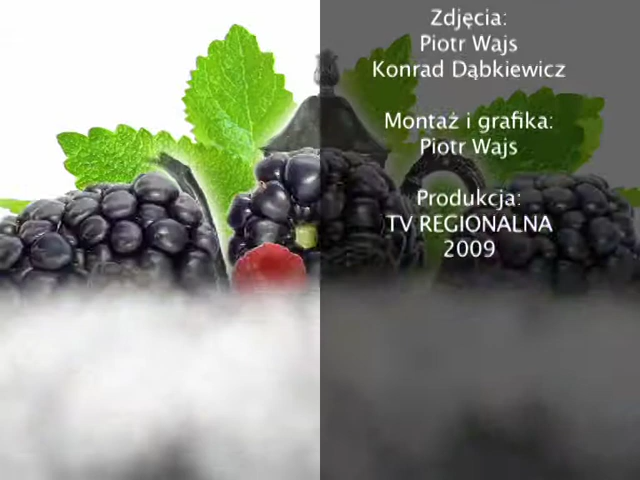 Zdjęcia:
Piotr Wajs
Konrad Dąbkiewicz
Montaż i grafika:
Piotr Wajs
Produkcja:
TV REGIONALNA
2009